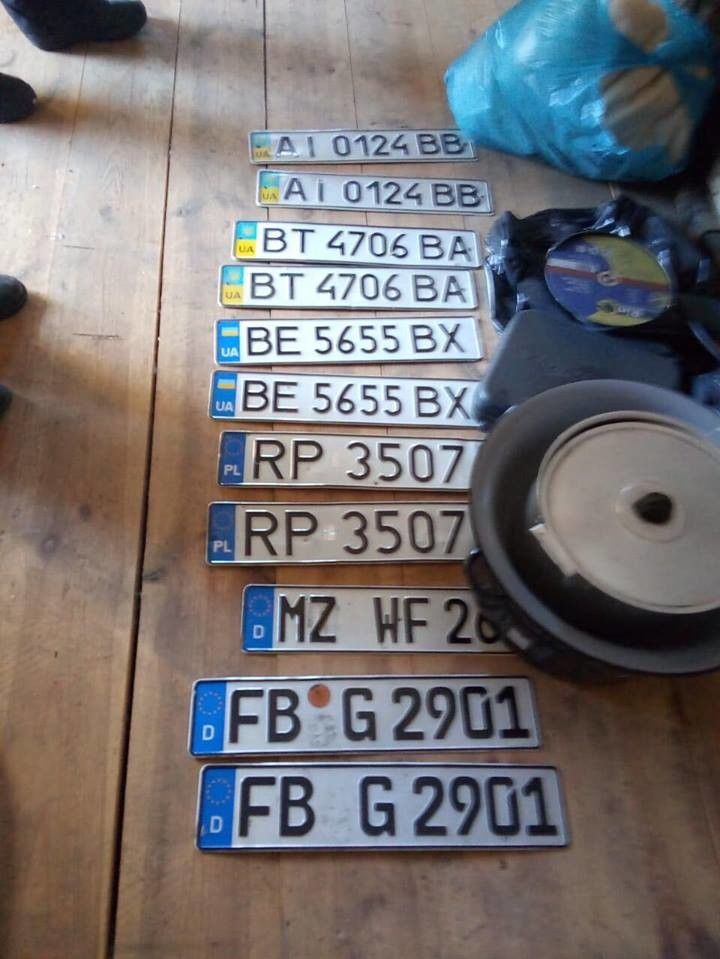 UA AI 0124 BB
UA AI 0124 BB
UA BT 4706 BA
UA BT 4706 BA
UA BE 5655 BX
UA BE 5655 BX
PL RP 3507
PL RP 3507
D MZ WF 26
D FB G 2901
D FB G 2901